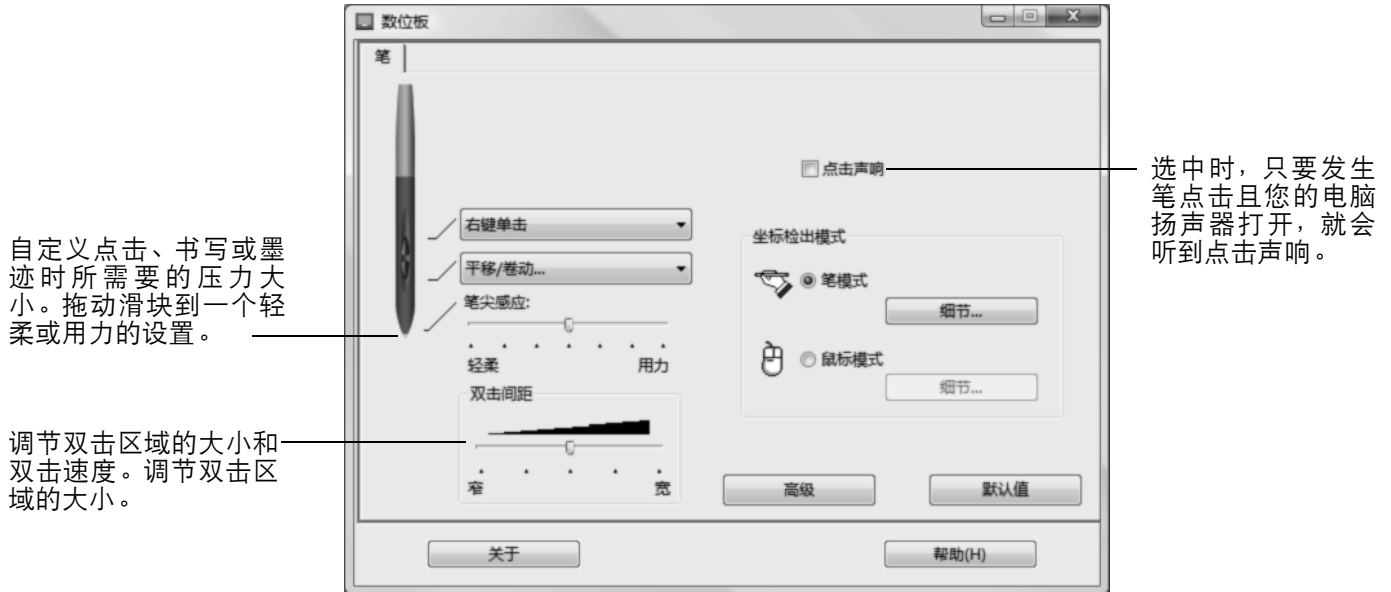 数位板
笔
点击声响
选中时，只要发生
笔点击且您的电脑
扬声器打开，就会
听到点击声响。
自定义点击、书写或墨
迹时所需要的压力大
小。拖动滑块到一个轻
柔或用力的设置。
右键单击
平移/卷动...
笔尖感应:
轻柔 用力
坐标检出模式
笔模式
细节...
鼠标模式
细节...
双击间距
窄 宽
调节双击区域的大小和
双击速度。调节双击区
域的大小。
高级 默认值
关于 帮助(H)